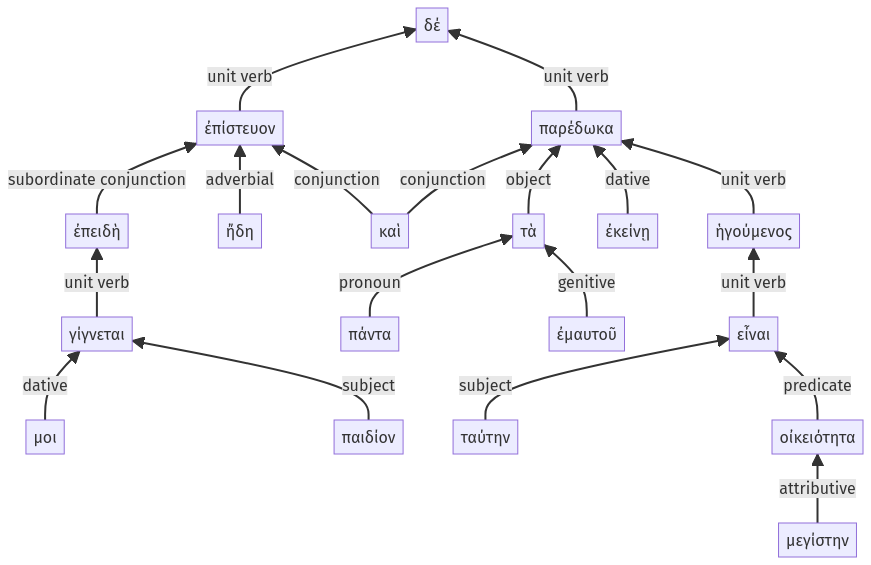 δέ
unit verb unit verb
ἐπίστευον παρέδωκα
subordinate conjunction adverbial conjunction conjunction object dative unit verb
ἐπειδὴ ἤδη καὶ τὰ ἐκείνῃ ἡγούμενος
unit verb pronoun genitive unit verb
γίγνεται πάντα ἐμαυτοῦ εἶναι
dative subject subject predicate
μοι παιδίον ταύτην οἰκειότητα
attributive
μεγίστην